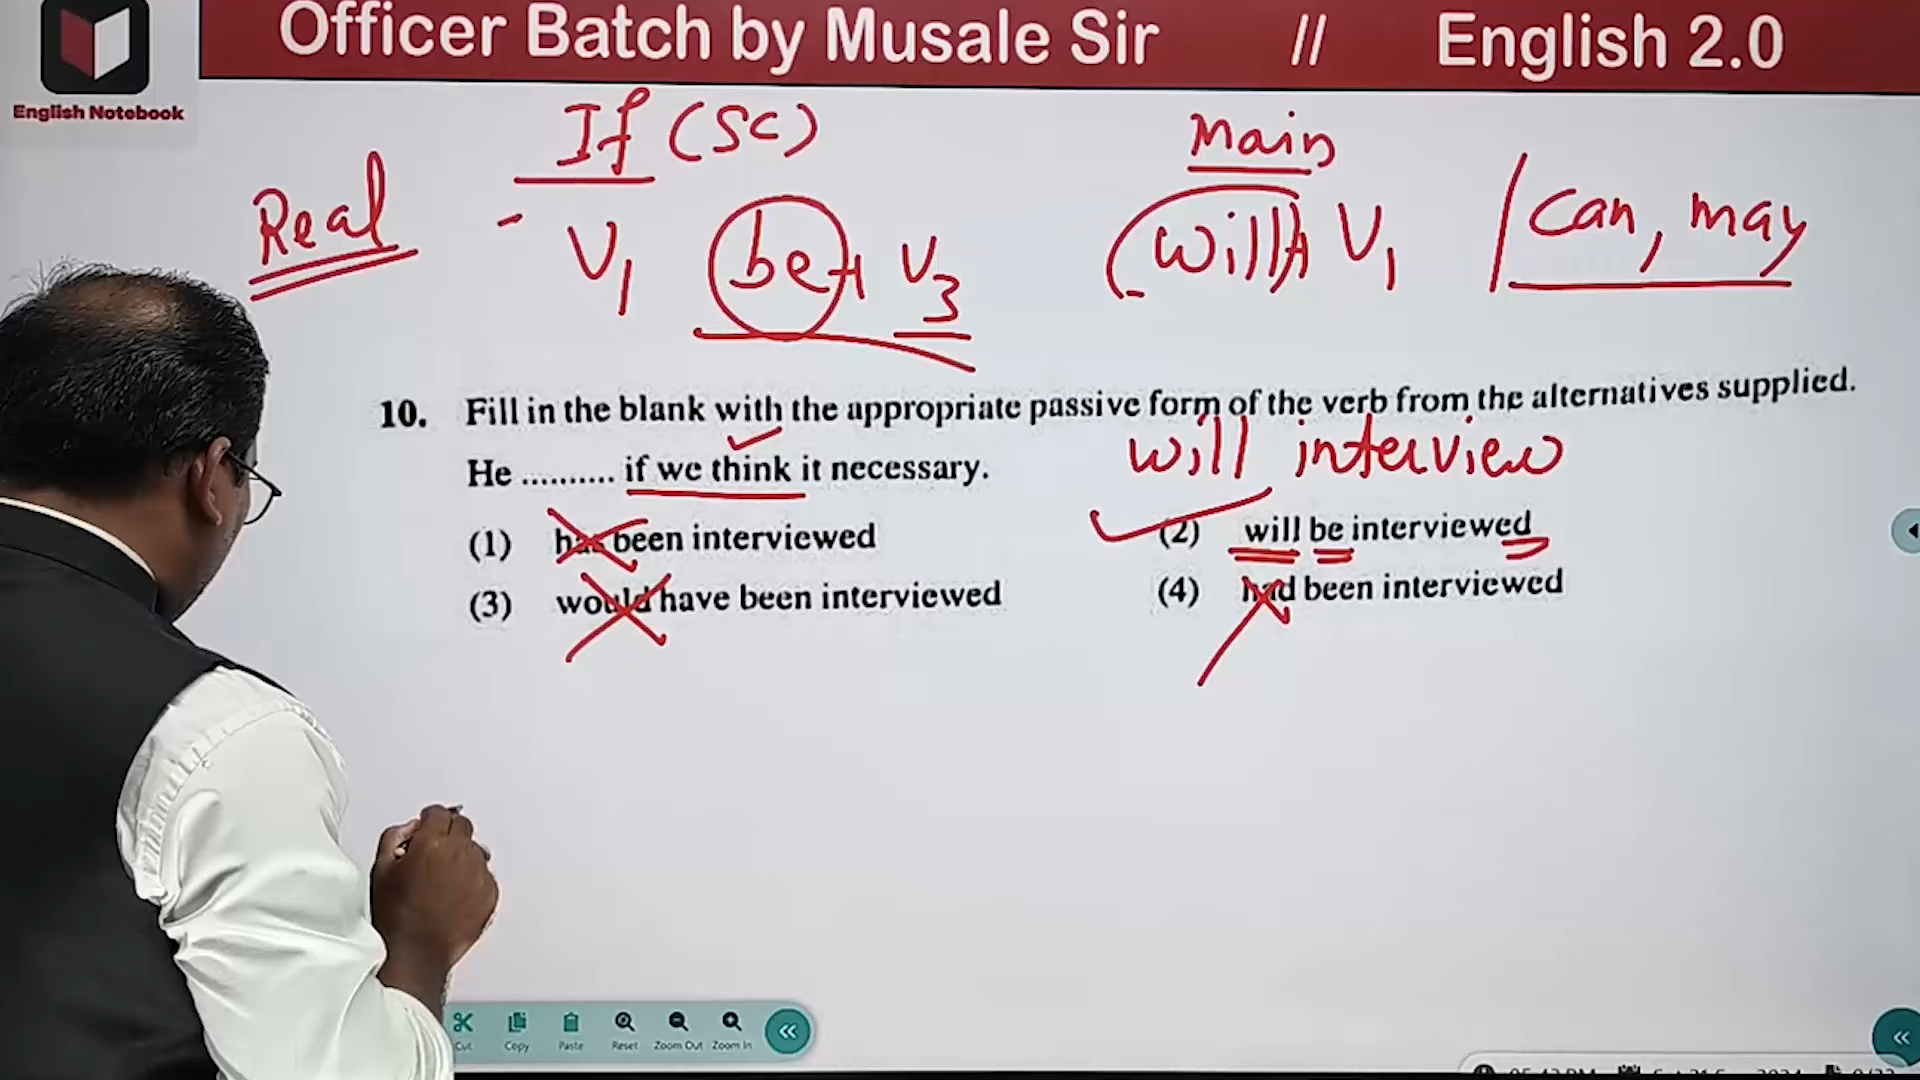 Officer Batch by Musale Sir // English 2.0
English Notebook
If (SC) Main
Real V1 be + V3 will + V1 / can, may
10. Fill in the blank with the appropriate passive form of the verb from the alternatives supplied.
will interview
He .......... if we think it necessary.
(1) has been interviewed (2) will be interviewed
(3) would have been interviewed (4) had been interviewed
Cut Copy Paste Reset Zoom Out Zoom In